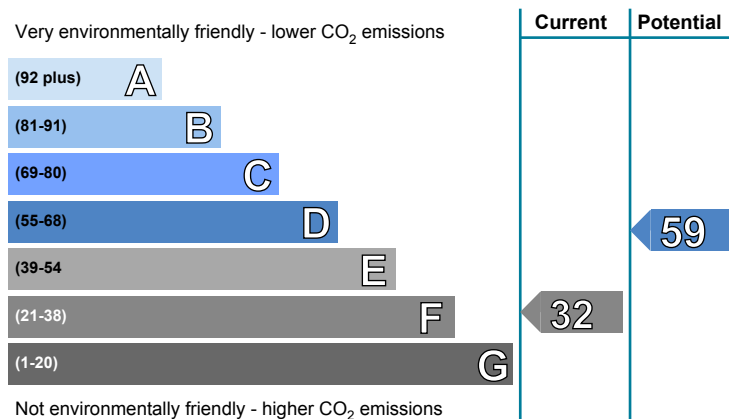 Current Potential
Very environmentally friendly - lower CO₂ emissions
(92 plus) A
(81-91) B
(69-80) C
(55-68) D
59
(39-54 E
(21-38) F
32
(1-20) G
Not environmentally friendly - higher CO₂ emissions